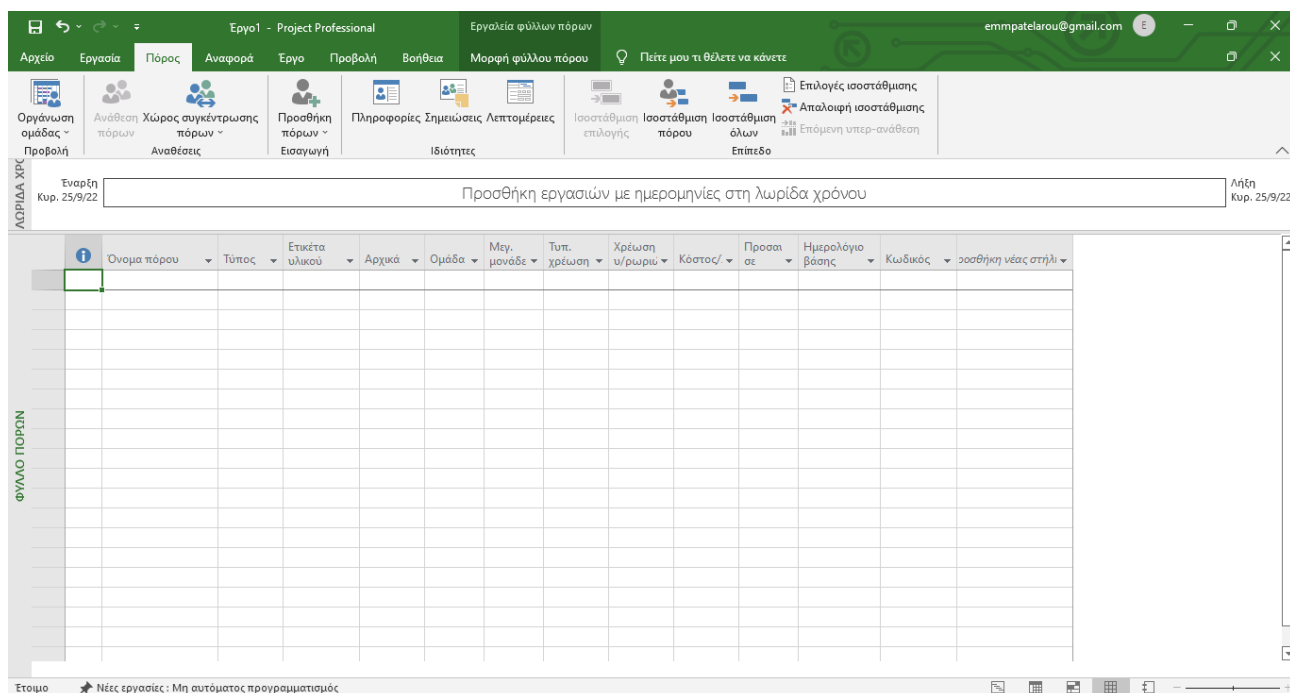 Έργο1 - Project Professional
Εργαλεία φύλλων πόρων
emmpatelarou@gmail.com
E
Αρχείο Εργασία Πόρος Αναφορά Έργο Προβολή Βοήθεια Μορφή φύλλου πόρου Πείτε μου τι θέλετε να κάνετε
Οργάνωση ομάδας
Προβολή
Ανάθεση πόρων
Χώρος συγκέντρωσης πόρων
Αναθέσεις
Προσθήκη πόρων
Εισαγωγή
Πληροφορίες Σημειώσεις Λεπτομέρειες
Ιδιότητες
Ισοστάθμιση επιλογής
Ισοστάθμιση πόρου
Ισοστάθμιση όλων
Επιλογές ισοστάθμισης
Απαλοιφή ισοστάθμισης
Επόμενη υπερ-ανάθεση
Επίπεδο
ΛΩΡΙΔΑ ΧΡΟ
Έναρξη
Κυρ. 25/9/22
Προσθήκη εργασιών με ημερομηνίες στη λωρίδα χρόνου
Λήξη
Κυρ. 25/9/22
Όνομα πόρου
Τύπος
Ετικέτα υλικού
Αρχικά
Ομάδα
Μεγ. μονάδε
Τυπ. χρέωση
Χρέωση υ/ρωριώ
Κόστος/.
Προσαι σε
Ημερολόγιο βάσης
Κωδικός
ροσθήκη νέας στήλι
ΦΥΛΛΟ ΠΟΡΩΝ
Έτοιμο
Νέες εργασίες : Μη αυτόματος προγραμματισμός